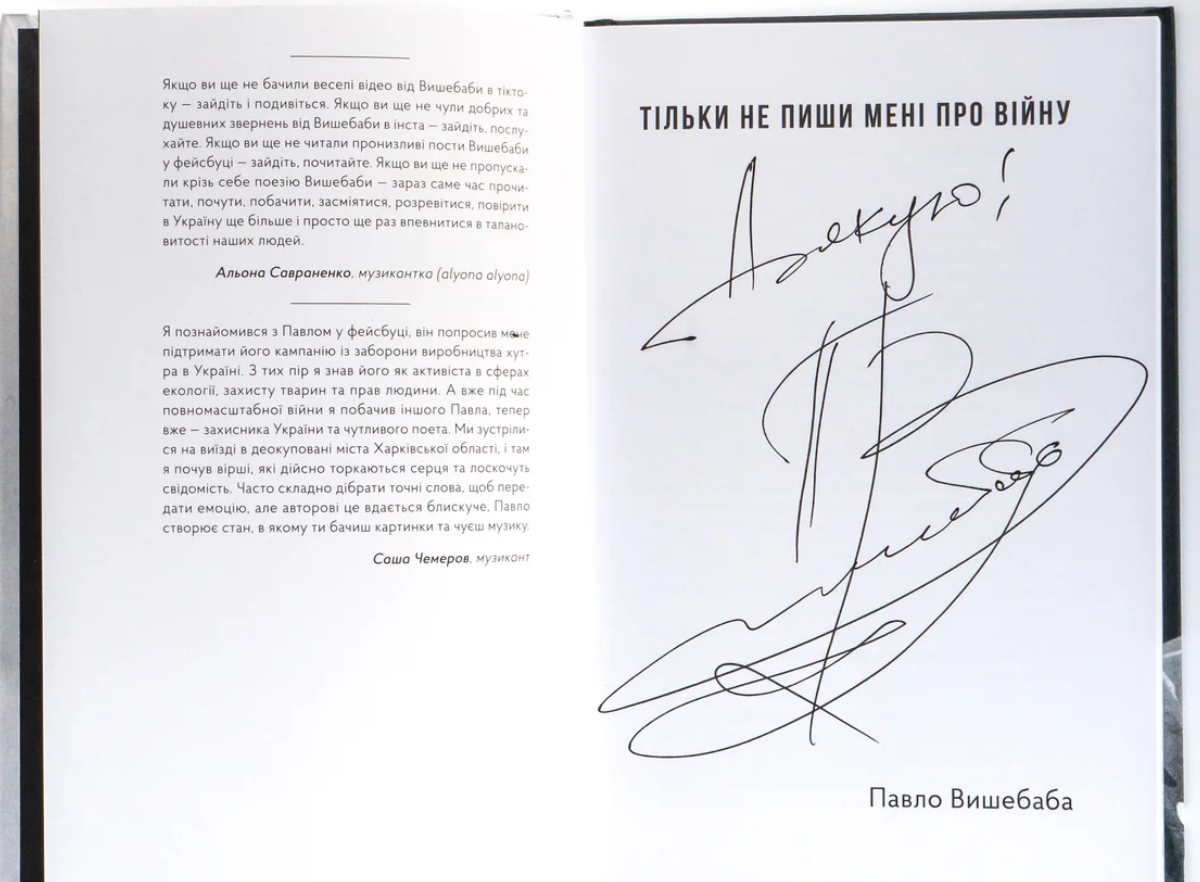 Якщо ви ще не бачили веселі відео від Вишебаби в тікто-
ку — зайдіть і подивіться. Якщо ви ще не чули добрих та
душевних звернень від Вишебаби в інста — зайдіть, послу-
хайте. Якщо ви ще не читали пронизливі пости Вишебаби
у фейсбуці — зайдіть, почитайте. Якщо ви ще не пропуска-
ли крізь себе поезію Вишебаби — зараз саме час прочи-
тати, почути, побачити, засміятися, розревітися, повірити
в Україну ще більше і просто ще раз впевнитися в талано-
витості наших людей.
Альона Савраненко, музикантка (alyona alyona)
Я познайомився з Павлом у фейсбуці, він попросив мене
підтримати його кампанію із заборони виробництва хут-
ра в Україні. З тих пір я знав його як активіста в сферах
екології, захисту тварин та прав людини. А вже під час
повномасштабної війни я побачив іншого Павла, тепер
вже — захисника України та чутливого поета. Ми зустріли-
ся на виїзді в деокуповані міста Харківської області, і там
я почув вірші, які дійсно торкаються серця та лоскочуть
свідомість. Часто складно дібрати точні слова, щоб пере-
дати емоцію, але авторові це вдається блискуче. Павло
створює стан, в якому ти бачиш картинки та чуєш музику.
Саша Чемеров, музикант
ТІЛЬКИ НЕ ПИШИ МЕНІ ПРО ВІЙНУ
Дякую!
Павло Вишебаба